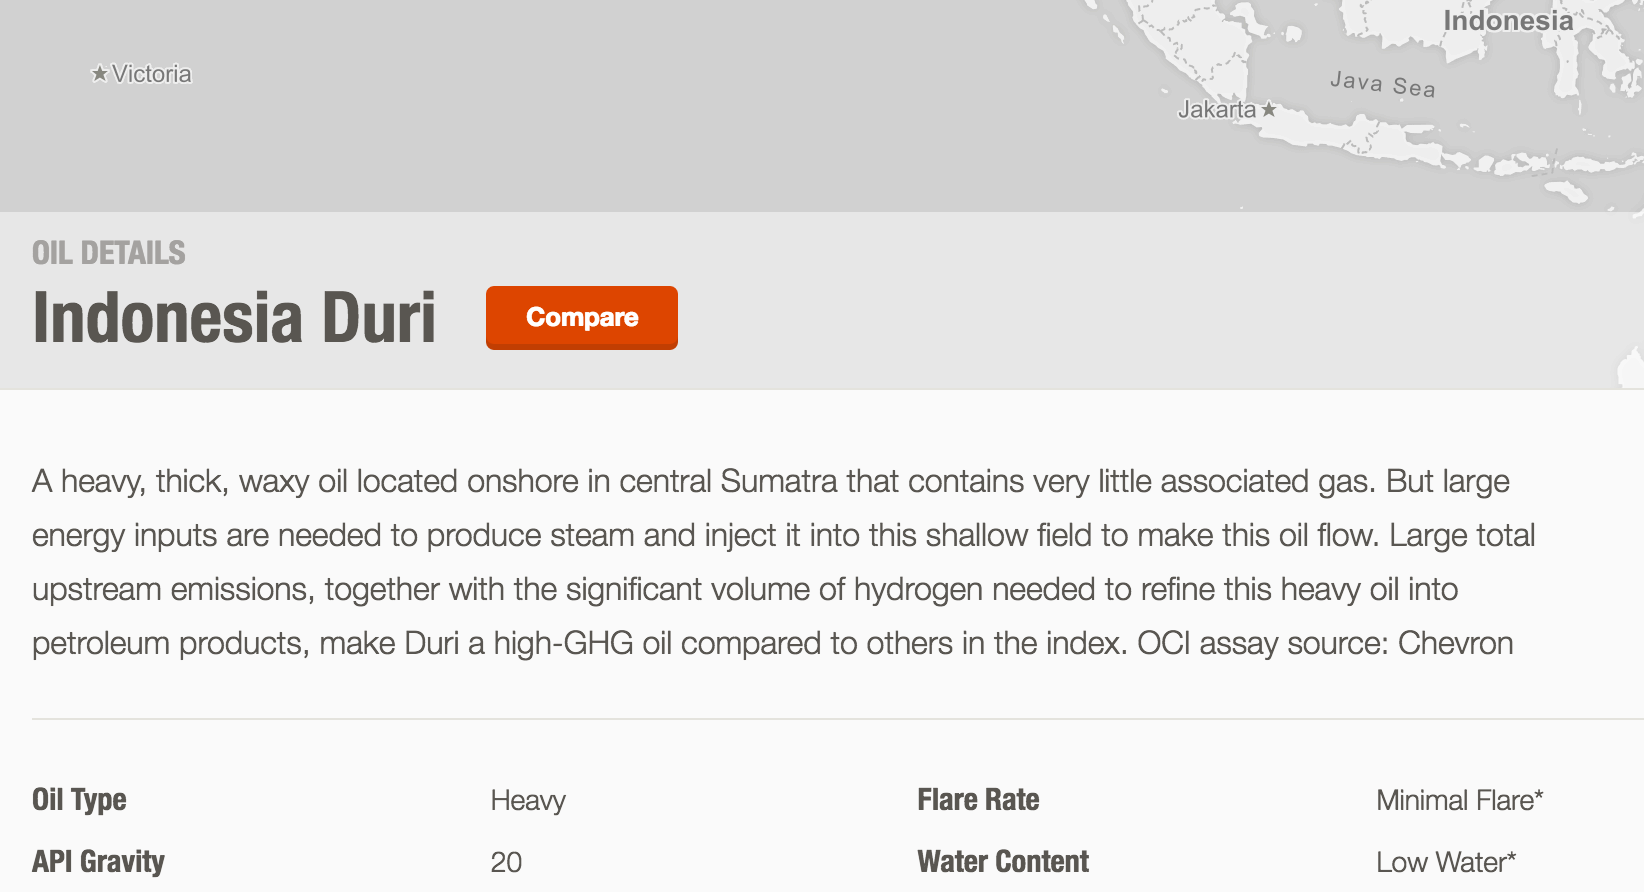 Indonesia
★Victoria
Java Sea
Jakarta★
OIL DETAILS
Indonesia Duri
Compare
A heavy, thick, waxy oil located onshore in central Sumatra that contains very little associated gas. But large
energy inputs are needed to produce steam and inject it into this shallow field to make this oil flow. Large total
upstream emissions, together with the significant volume of hydrogen needed to refine this heavy oil into
petroleum products, make Duri a high-GHG oil compared to others in the index. OCI assay source: Chevron
Oil Type Heavy Flare Rate Minimal Flare*
API Gravity 20 Water Content Low Water*